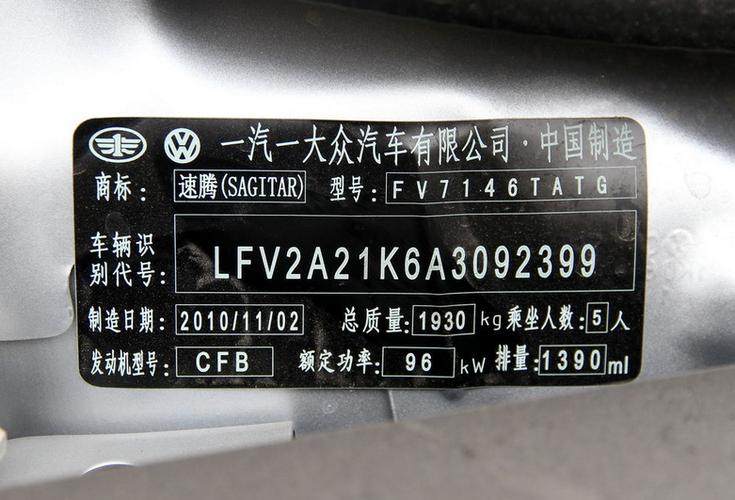 一汽一大众汽车有限公司·中国制造
商标: 速腾(SAGITAR) 型号: FV7146TATG
车辆识别代号: LFV2A21K6A3092399
制造日期: 2010/11/02 总质量: 1930 kg 乘坐人数: 5 人
发动机型号: CFB 额定功率: 96 kW 排量: 1390 ml